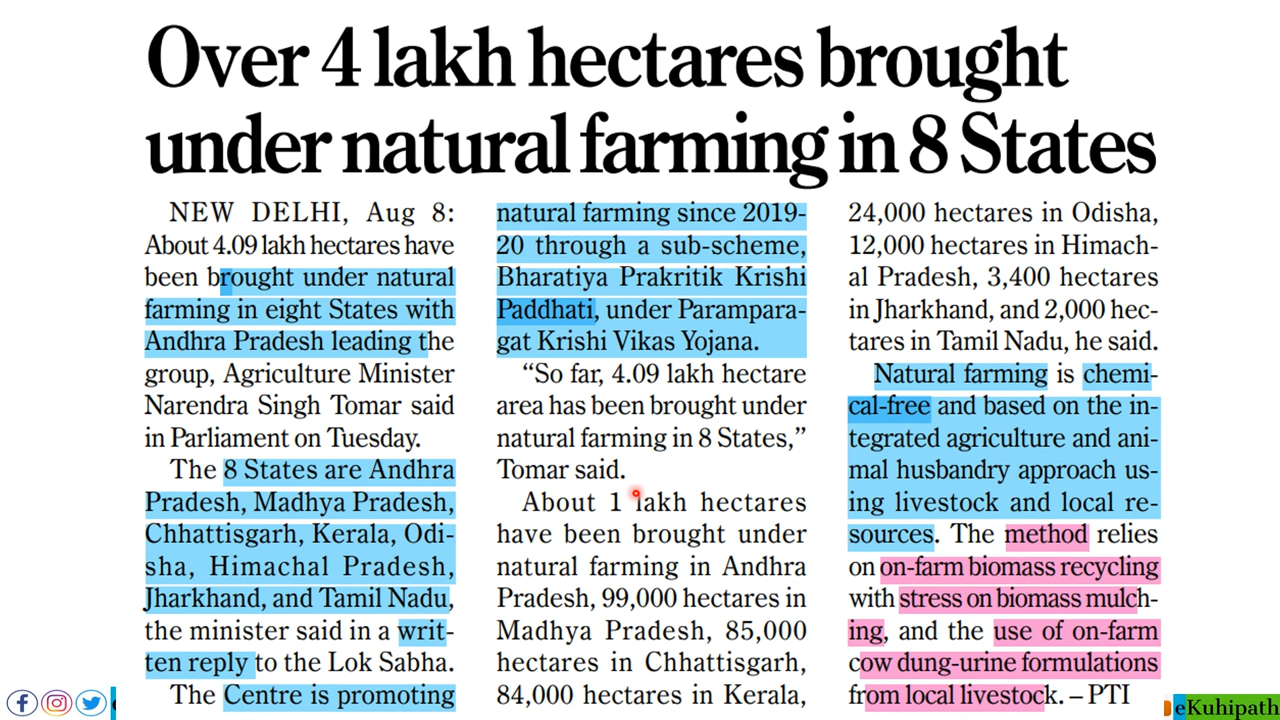 Over 4 lakh hectares brought
under natural farming in 8 States
NEW DELHI, Aug 8:
About 4.09 lakh hectares have
been brought under natural
farming in eight States with
Andhra Pradesh leading the
group, Agriculture Minister
Narendra Singh Tomar said
in Parliament on Tuesday.
The 8 States are Andhra
Pradesh, Madhya Pradesh,
Chhattisgarh, Kerala, Odi-
sha, Himachal Pradesh,
Jharkhand, and Tamil Nadu,
the minister said in a writ-
ten reply to the Lok Sabha.
The Centre is promoting
natural farming since 2019-
20 through a sub-scheme,
Bharatiya Prakritik Krishi
Paddhati, under Parampara-
gat Krishi Vikas Yojana.
“So far, 4.09 lakh hectare
area has been brought under
natural farming in 8 States,”
Tomar said.
About 1 lakh hectares
have been brought under
natural farming in Andhra
Pradesh, 99,000 hectares in
Madhya Pradesh, 85,000
hectares in Chhattisgarh,
84,000 hectares in Kerala,
24,000 hectares in Odisha,
12,000 hectares in Himach-
al Pradesh, 3,400 hectares
in Jharkhand, and 2,000 hec-
tares in Tamil Nadu, he said.
Natural farming is chemi-
cal-free and based on the in-
tegrated agriculture and ani-
mal husbandry approach us-
ing livestock and local re-
sources. The method relies
on on-farm biomass recycling
with stress on biomass mulch-
ing, and the use of on-farm
cow dung-urine formulations
from local livestock. – PTI
eKuhipath